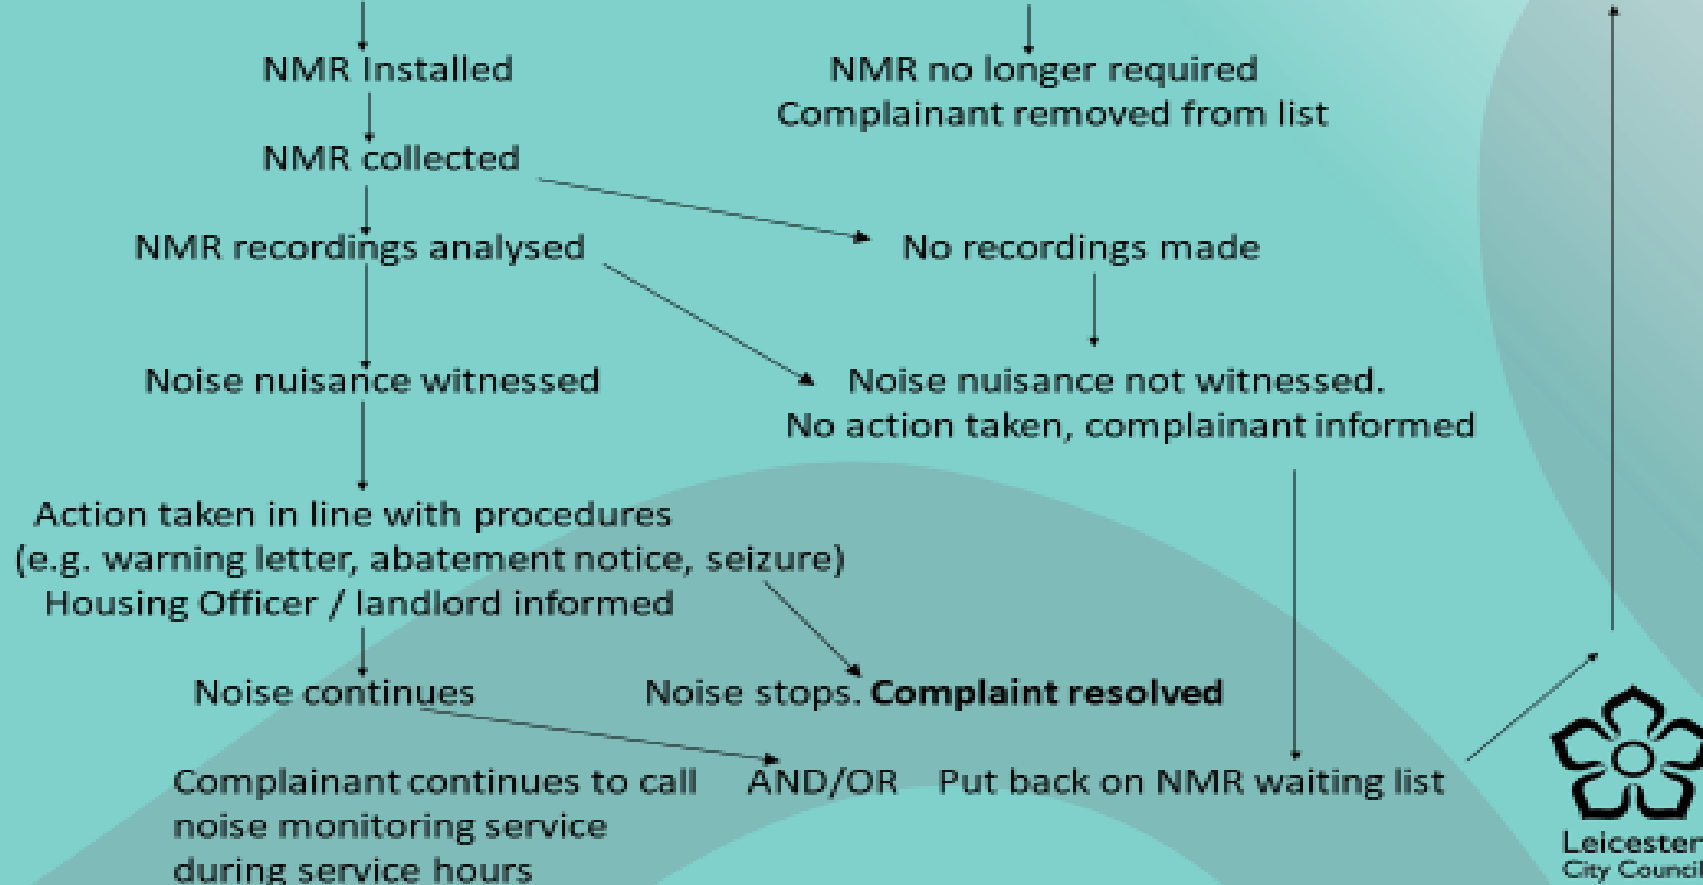 NMR Installed
NMR no longer required
Complainant removed from list
NMR collected
NMR recordings analysed
No recordings made
Noise nuisance witnessed
Noise nuisance not witnessed.
No action taken, complainant informed
Action taken in line with procedures
(e.g. warning letter, abatement notice, seizure)
Housing Officer / landlord informed
Noise continues
Noise stops. Complaint resolved
Complainant continues to call
noise monitoring service
during service hours
AND/OR
Put back on NMR waiting list
Leicester
City Council